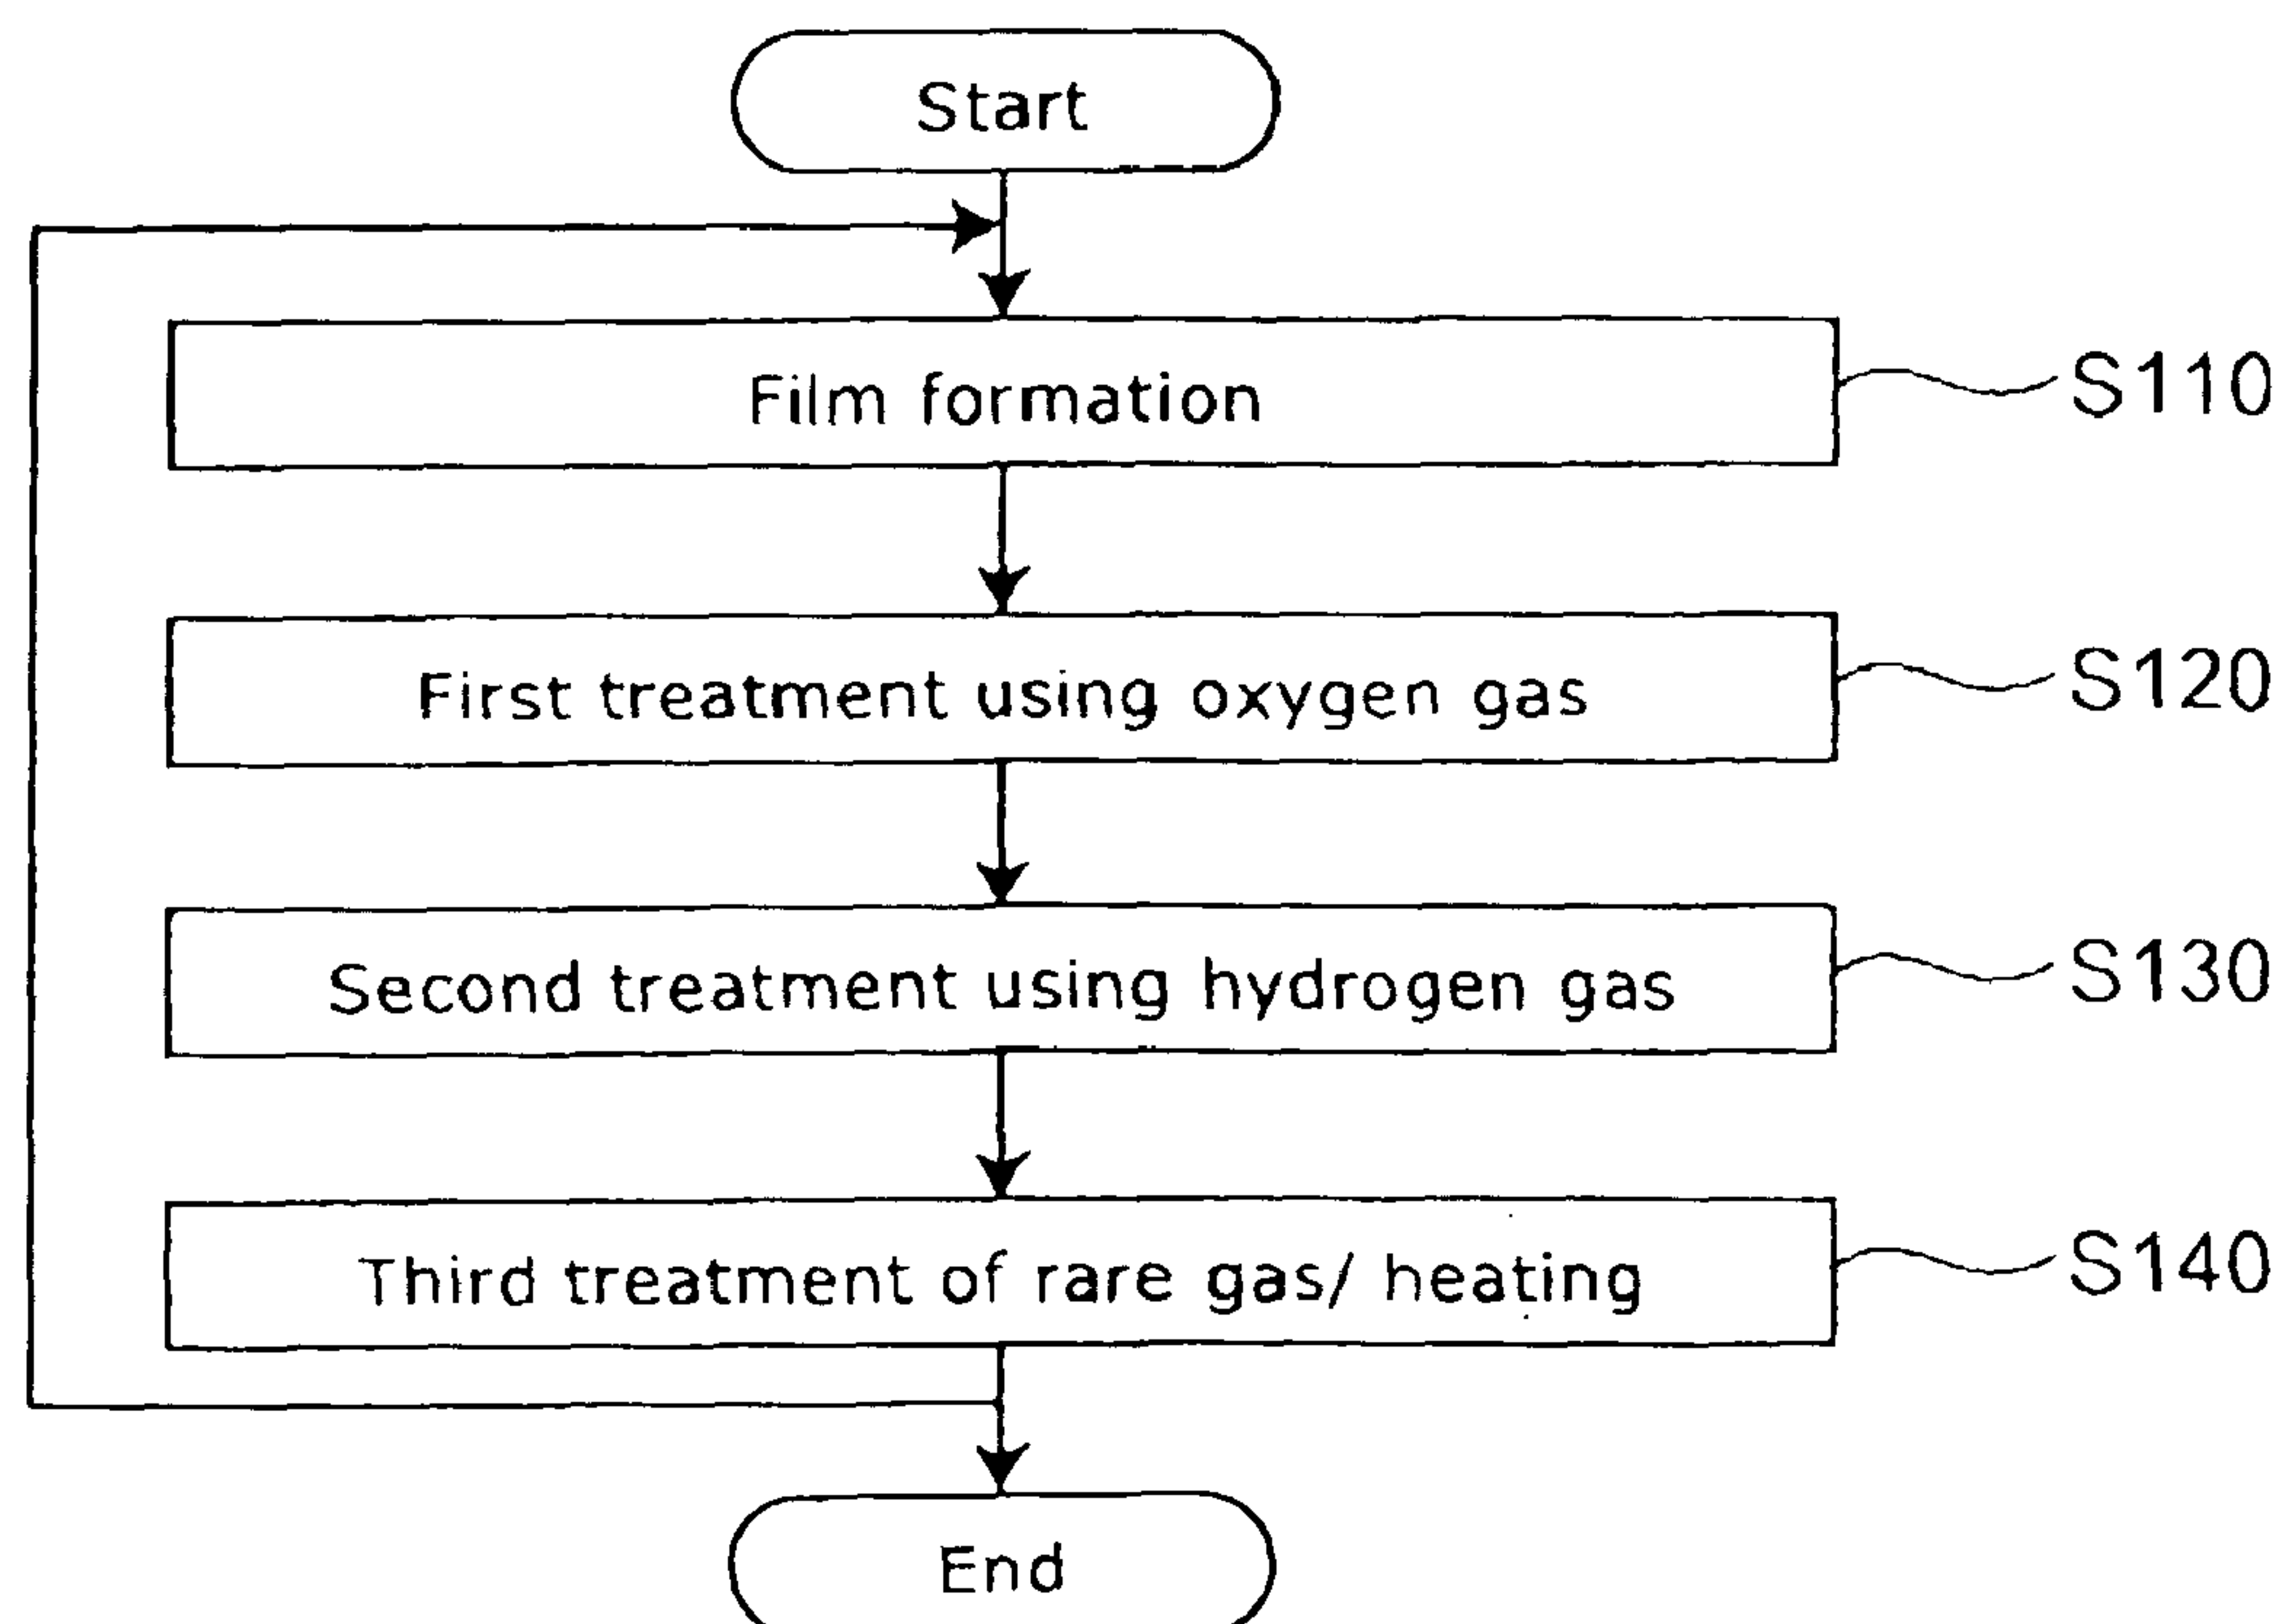 Start
Film formation
S110
First treatment using oxygen gas
S120
Second treatment using hydrogen gas
S130
Third treatment of rare gas/ heating
S140
End